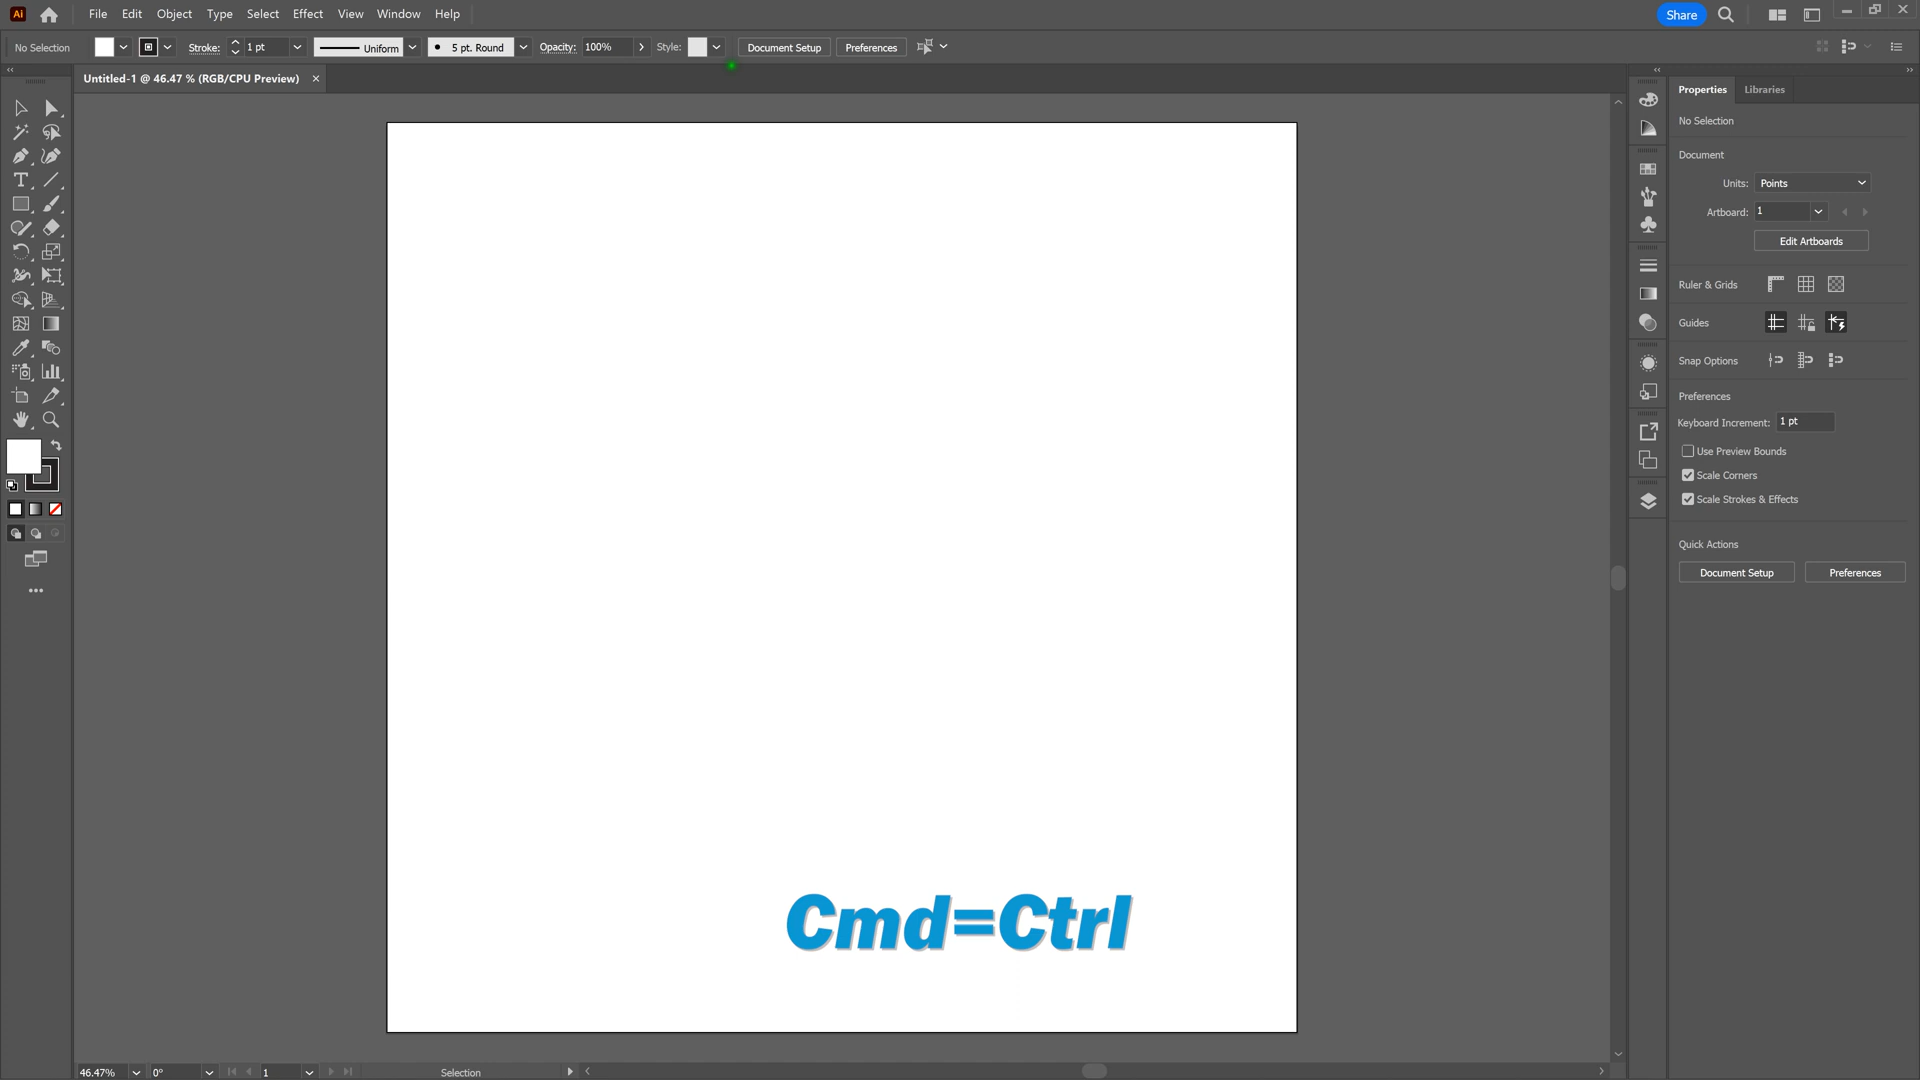 Ai File Edit Object Type Select Effect View Window Help Share
No Selection Stroke: 1 pt Uniform 5 pt. Round Opacity: 100% Style: Document Setup Preferences
Untitled-1 @ 46.47 % (RGB/CPU Preview)
Properties Libraries
No Selection
Document
Units: Points
Artboard: 1
Edit Artboards
Ruler & Grids
Guides
Snap Options
Preferences
Keyboard Increment: 1 pt
Use Preview Bounds
Scale Corners
Scale Strokes & Effects
Quick Actions
Document Setup Preferences
Cmd=Ctrl
46.47% 0° 1 Selection